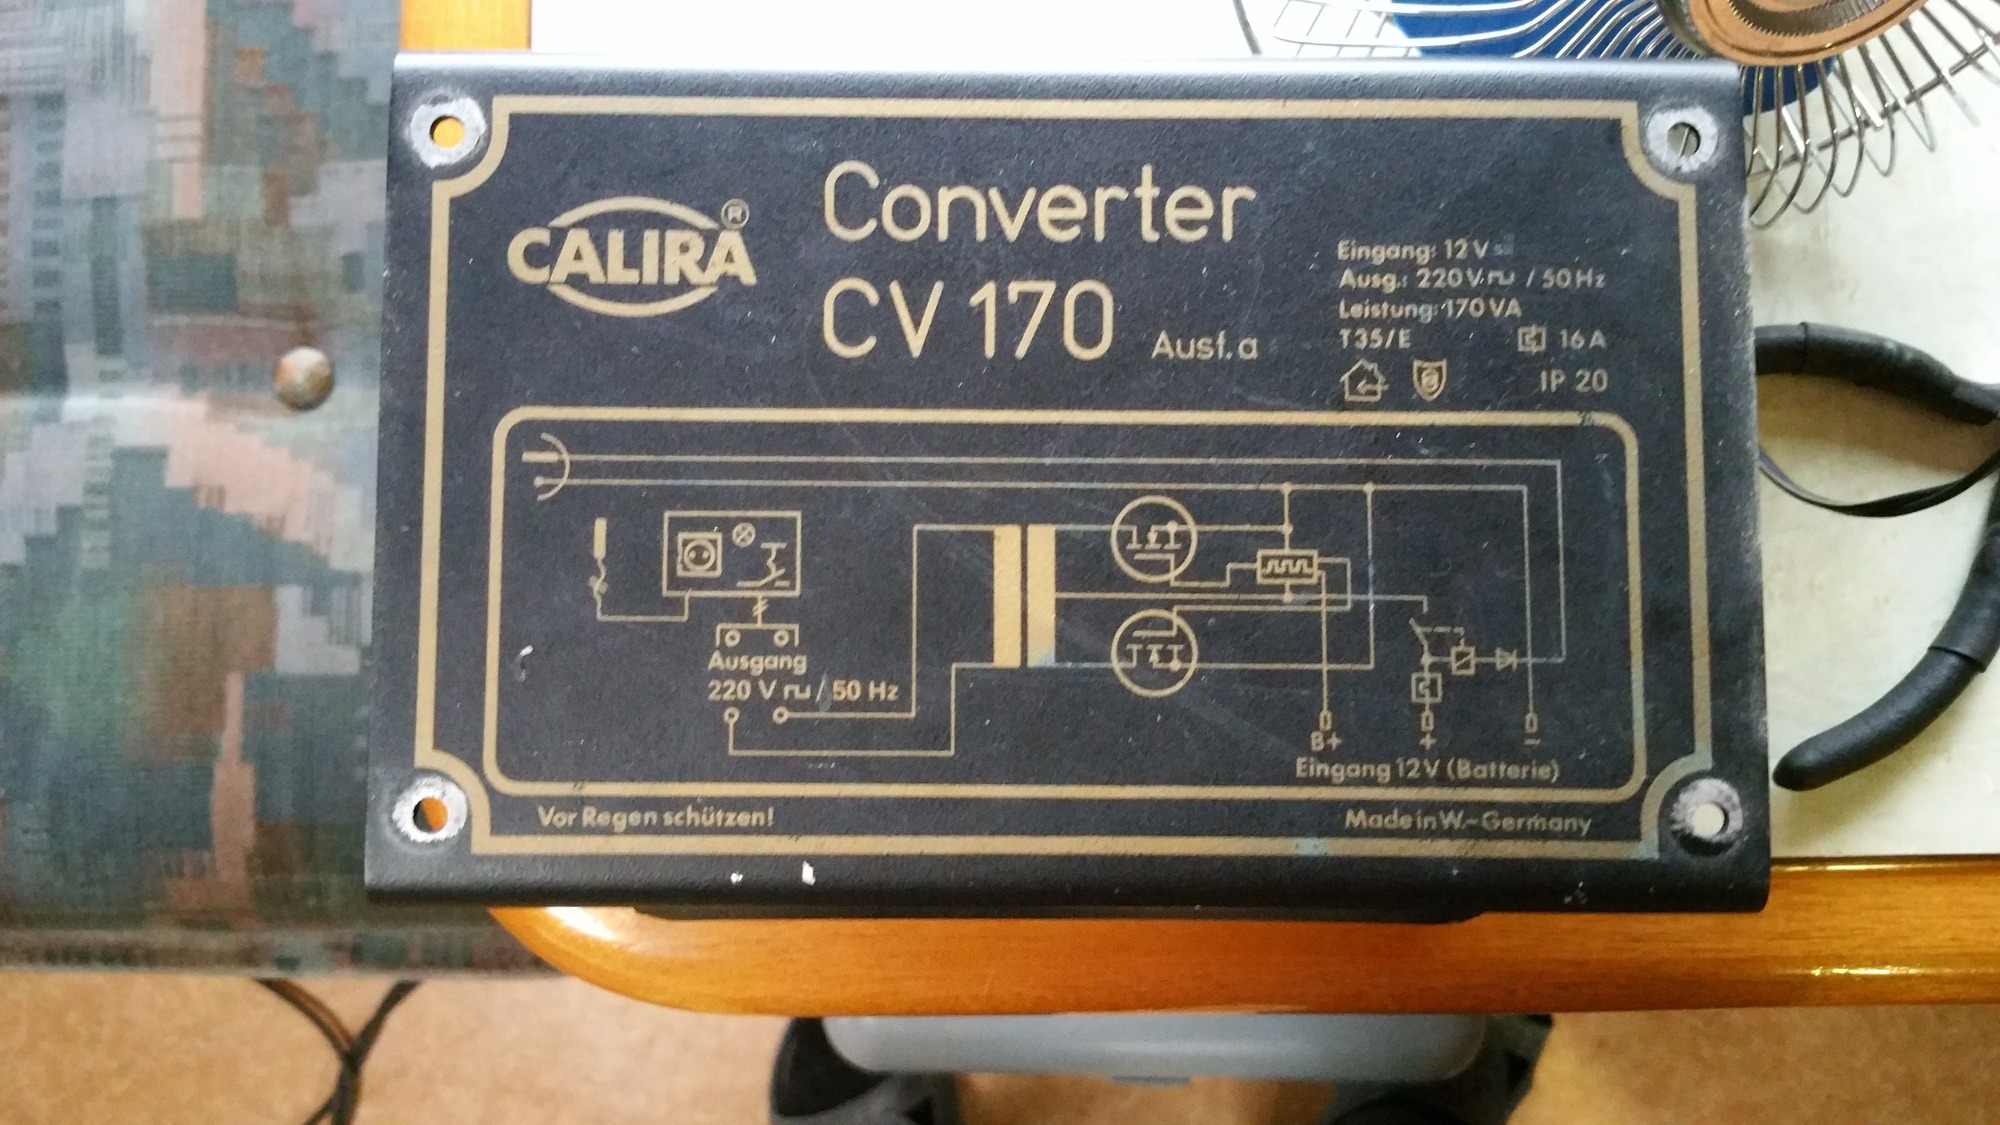 CALIRA®
Converter
CV 170 Ausf. a
Eingang: 12 V
Ausg.: 220 V / 50 Hz
Leistung: 170 VA
T35/E 16 A
IP 20
Ausgang
220 V / 50 Hz
B+ + -
Eingang 12V (Batterie)
Vor Regen schützen!
Made in W.-Germany